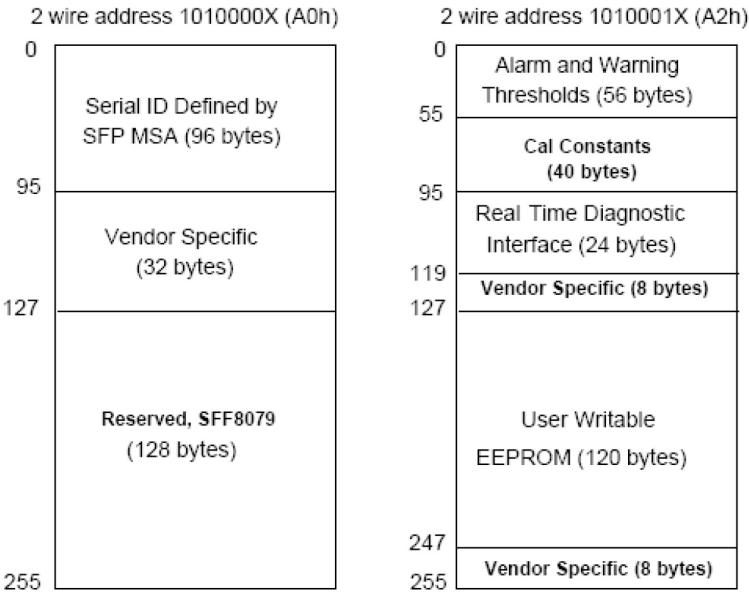 2 wire address 1010000X (A0h)
0
Serial ID Defined by
SFP MSA (96 bytes)
95
Vendor Specific
(32 bytes)
127
Reserved, SFF8079
(128 bytes)
255
2 wire address 1010001X (A2h)
0
Alarm and Warning
Thresholds (56 bytes)
55
Cal Constants
(40 bytes)
95
Real Time Diagnostic
Interface (24 bytes)
119
Vendor Specific (8 bytes)
127
User Writable
EEPROM (120 bytes)
247
Vendor Specific (8 bytes)
255